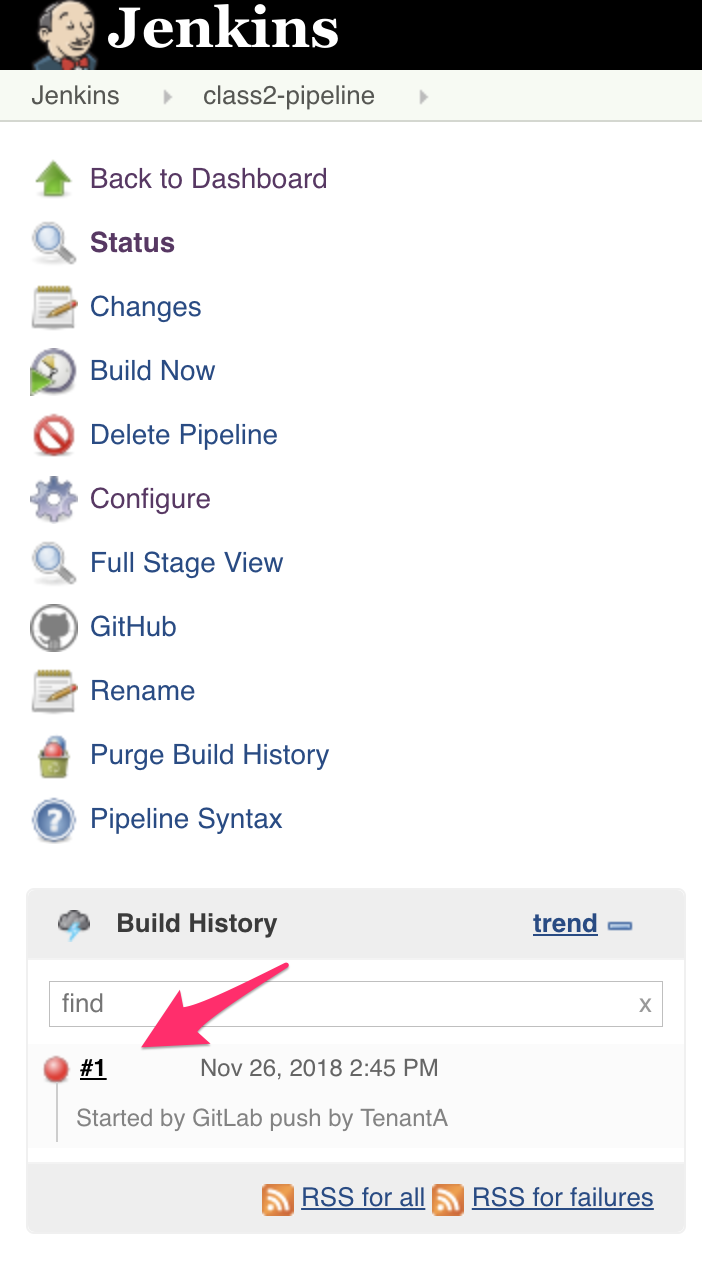 Jenkins
Jenkins class2-pipeline
Back to Dashboard
Status
Changes
Build Now
Delete Pipeline
Configure
Full Stage View
GitHub
Rename
Purge Build History
Pipeline Syntax
Build History trend
find x
#1 Nov 26, 2018 2:45 PM
Started by GitLab push by TenantA
RSS for all RSS for failures